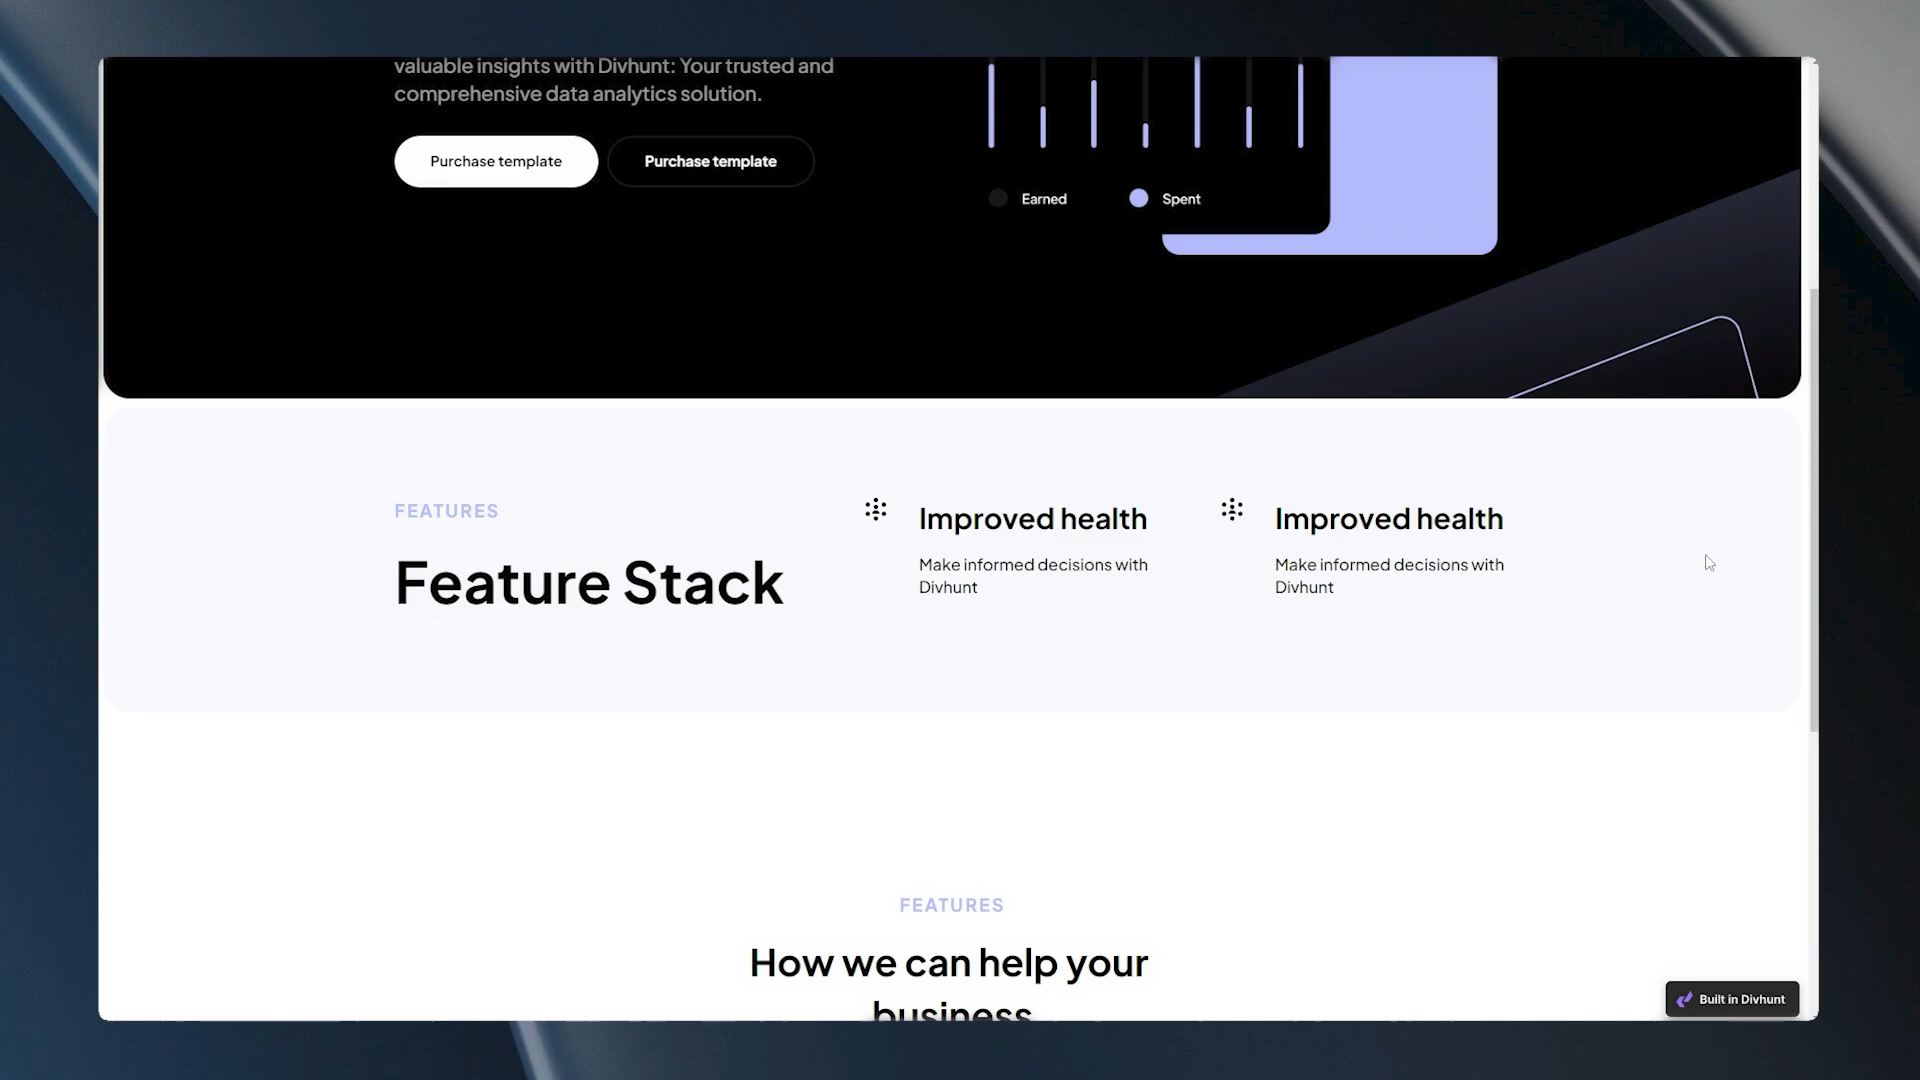 valuable insights with Divhunt: Your trusted and
comprehensive data analytics solution.
Purchase template
Purchase template
Earned
Spent
FEATURES
Feature Stack
Improved health
Make informed decisions with
Divhunt
Improved health
Make informed decisions with
Divhunt
FEATURES
How we can help your
business
Built in Divhunt